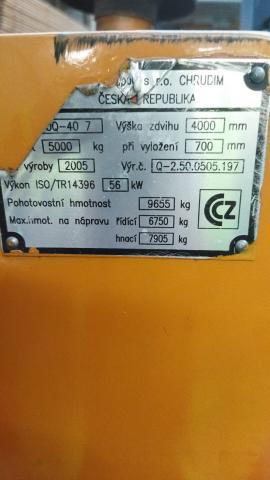 s r.o. CHRUDIM
ČESKÁ REPUBLIKA
Q-40 7 Výška zdvihu 4000 mm
5000 kg při vyložení 700 mm
výroby 2005 Výr.č. Q-2.50.0505.197
Výkon ISO/TR14396 56 kW
Pohotovostní hmotnost 9655 kg
Max.hmot. na nápravu řídící 6750 kg
hnací 7905 kg
CZ